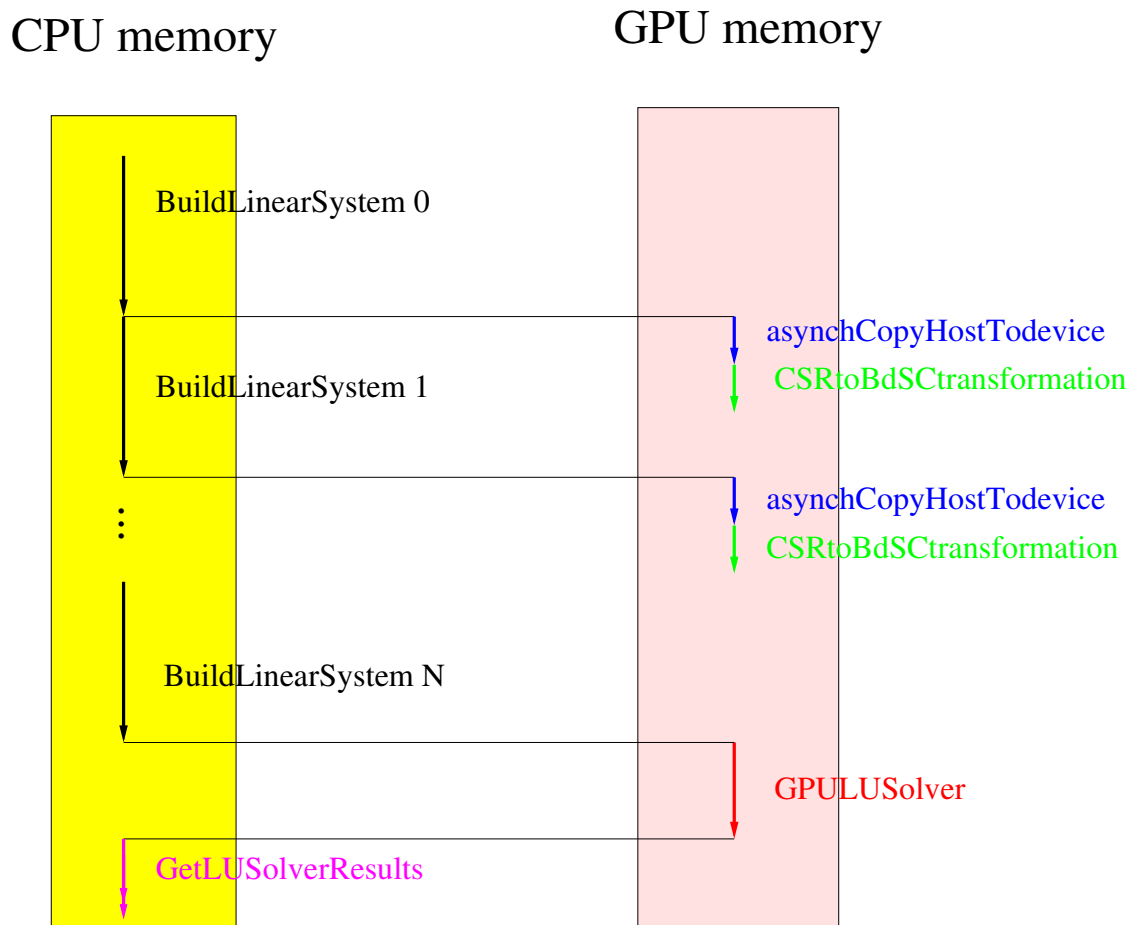 CPU memory
GPU memory
BuildLinearSystem 0
asynchCopyHostTodevice
CSRtoBdSCtransformation
BuildLinearSystem 1
asynchCopyHostTodevice
CSRtoBdSCtransformation
...
BuildLinearSystem N
GPULUSolver
GetLUSolverResults